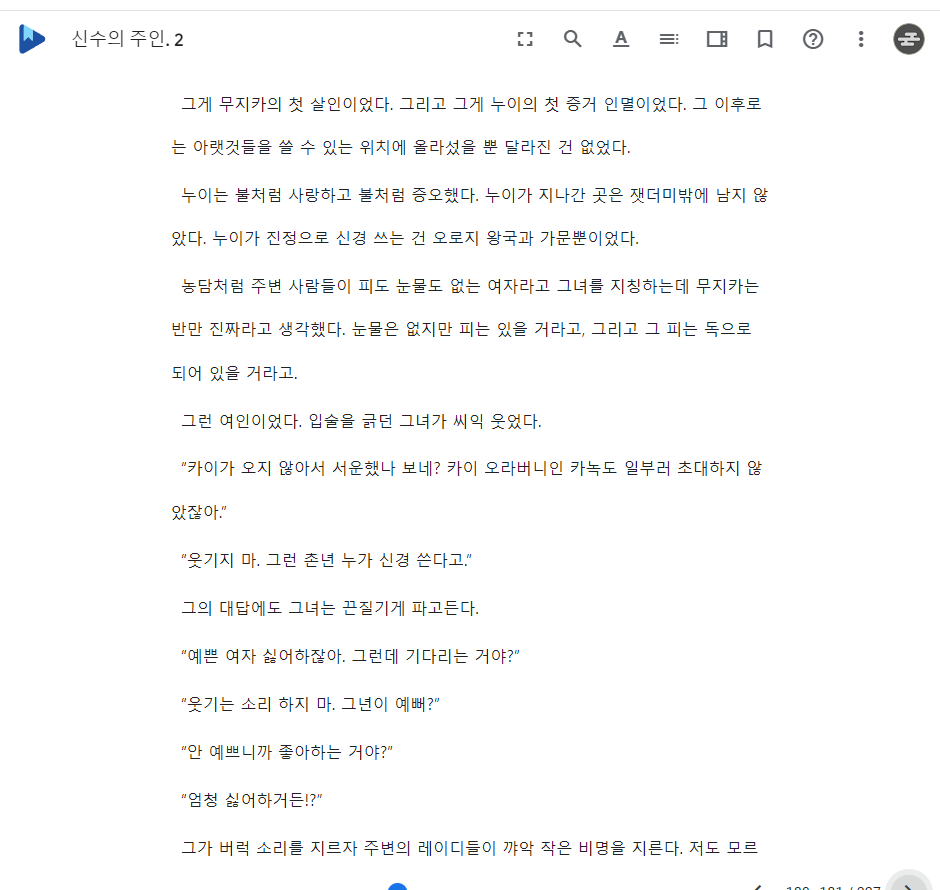 신수의 주인. 2
그게 무지카의 첫 살인이었다. 그리고 그게 누이의 첫 증거 인멸이었다. 그 이후로
는 아랫것들을 쓸 수 있는 위치에 올라섰을 뿐 달라진 건 없었다.
누이는 불처럼 사랑하고 불처럼 증오했다. 누이가 지나간 곳은 잿더미밖에 남지 않
았다. 누이가 진정으로 신경 쓰는 건 오로지 왕국과 가문뿐이었다.
농담처럼 주변 사람들이 피도 눈물도 없는 여자라고 그녀를 지칭하는데 무지카는
반만 진짜라고 생각했다. 눈물은 없지만 피는 있을 거라고, 그리고 그 피는 독으로
되어 있을 거라고.
그런 여인이었다. 입술을 긁던 그녀가 씨익 웃었다.
"카이가 오지 않아서 서운했나 보네? 카이 오라버니인 카녹도 일부러 초대하지 않
았잖아."
"웃기지 마. 그런 촌년 누가 신경 쓴다고."
그의 대답에도 그녀는 끈질기게 파고든다.
"예쁜 여자 싫어하잖아. 그런데 기다리는 거야?"
"웃기는 소리 하지 마. 그년이 예뻐?"
"안 예쁘니까 좋아하는 거야?"
"엄청 싫어하거든!?"
그가 버럭 소리를 지르자 주변의 레이디들이 꺄악 작은 비명을 지른다. 저도 모르